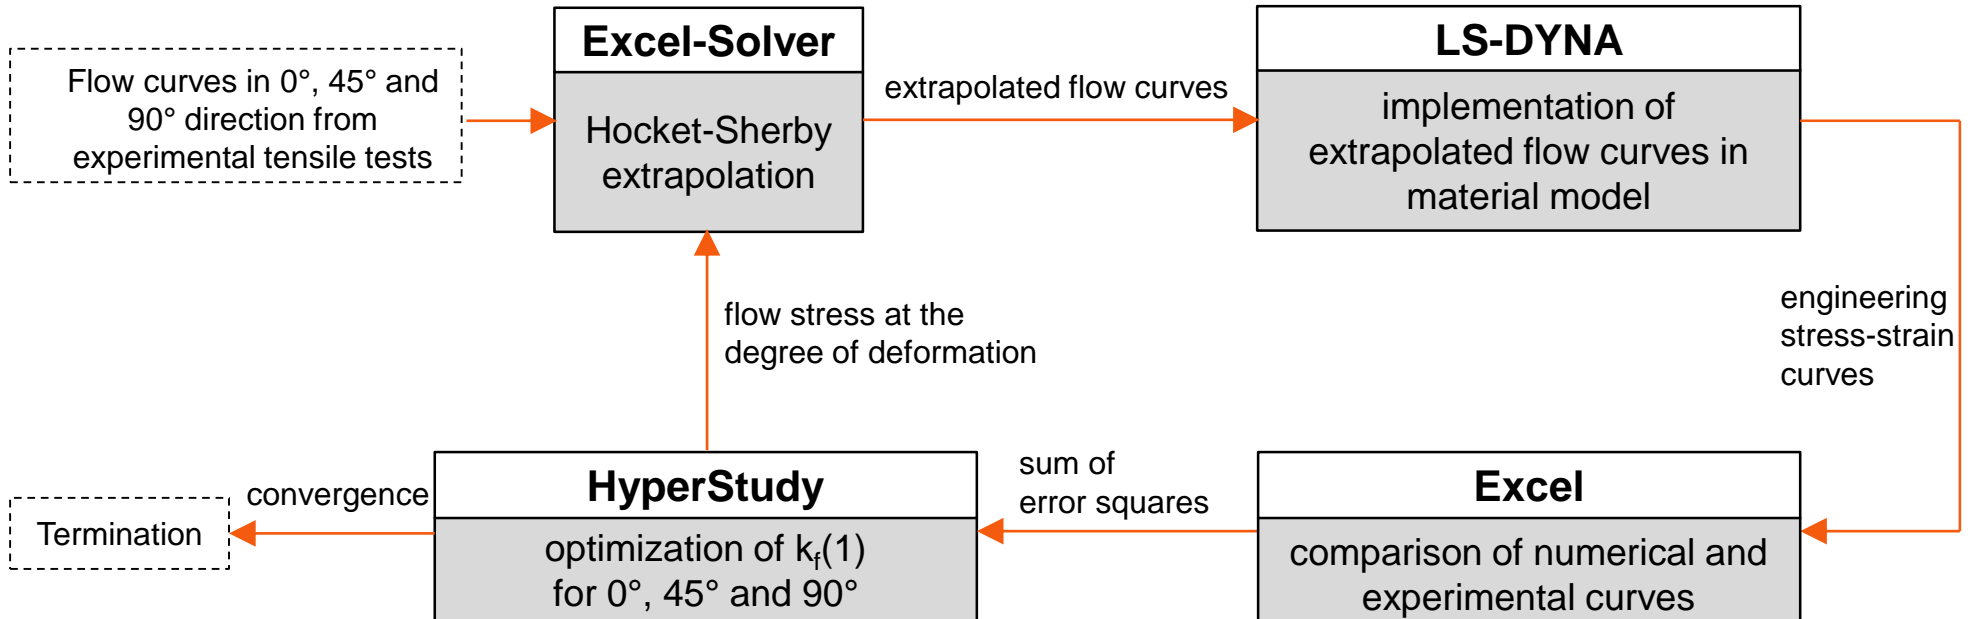 Flow curves in 0°, 45° and
90° direction from
experimental tensile tests
Excel-Solver
Hocket-Sherby
extrapolation
extrapolated flow curves
LS-DYNA
implementation of
extrapolated flow curves in
material model
engineering
stress-strain
curves
flow stress at the
degree of deformation
Excel
comparison of numerical and
experimental curves
sum of
error squares
HyperStudy
optimization of kf(1)
for 0°, 45° and 90°
convergence
Termination